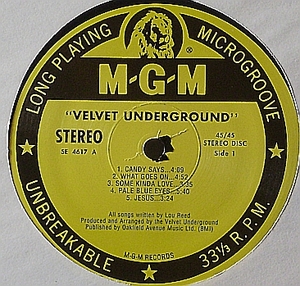 LONG PLAYING
MICROGROOVE
M-G-M
"VELVET UNDERGROUND"
STEREO
SE 4617 A
45/45
STEREO DISC
Side 1
1. CANDY SAYS...4:09
2. WHAT GOES ON...4:52
3. SOME KINDA LOVE...3:35
4. PALE BLUE EYES...5:40
5. JESUS...3:24
All songs written by Lou Reed
Produced and Arranged by the Velvet Underground
Published by Oakfield Avenue Music Ltd. (BMI)
M-G-M RECORDS
UNBREAKABLE
33⅓ R.P.M.